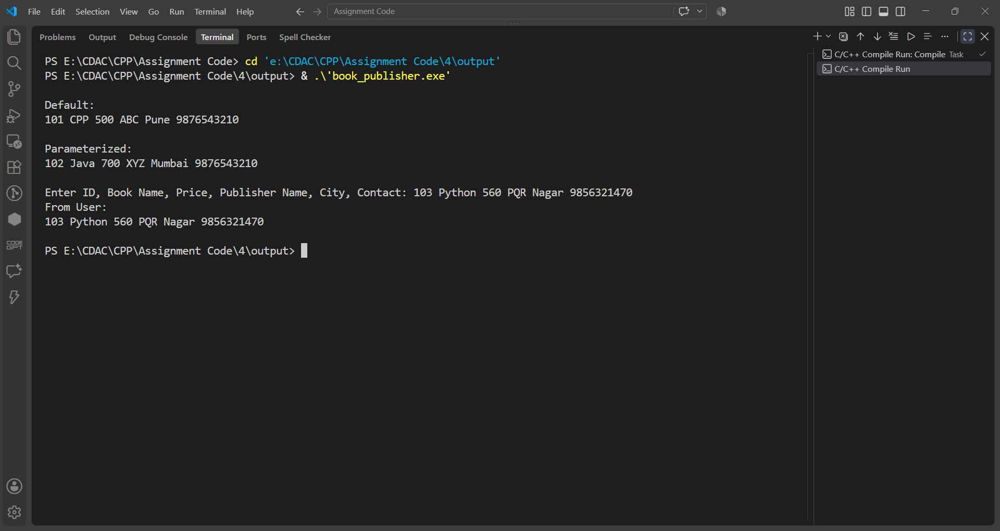 File Edit Selection View Go Run Terminal Help
Assignment Code
Problems Output Debug Console Terminal Ports Spell Checker
PS E:\CDAC\CPP\Assignment Code> cd 'e:\CDAC\CPP\Assignment Code\4\output'
PS E:\CDAC\CPP\Assignment Code\4\output> & .\'book_publisher.exe'
Default:
101 CPP 500 ABC Pune 9876543210
Parameterized:
102 Java 700 XYZ Mumbai 9876543210
Enter ID, Book Name, Price, Publisher Name, City, Contact: 103 Python 560 PQR Nagar 9856321470
From User:
103 Python 560 PQR Nagar 9856321470
PS E:\CDAC\CPP\Assignment Code\4\output>
C/C++ Compile Run: Compile Task
C/C++ Compile Run
CODE
GPT